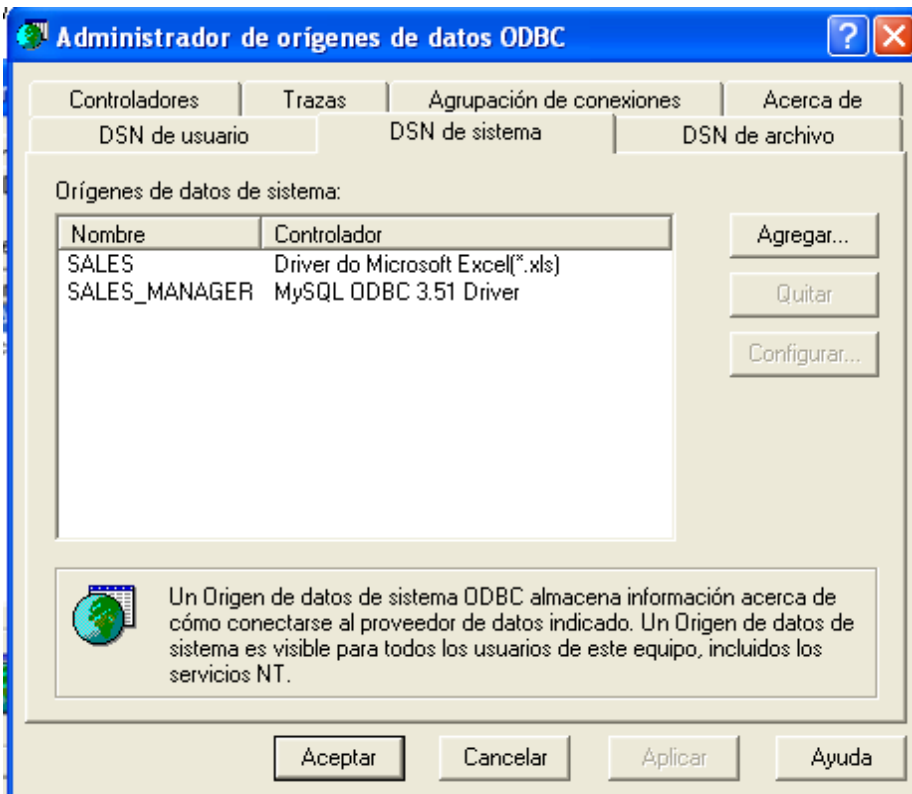 Administrador de orígenes de datos ODBC
Controladores
Trazas
Agrupación de conexiones
Acerca de
DSN de usuario
DSN de sistema
DSN de archivo
Orígenes de datos de sistema:
Nombre Controlador
SALES Driver do Microsoft Excel(*.xls)
SALES_MANAGER MySQL ODBC 3.51 Driver
Agregar...
Quitar
Configurar...
Un Origen de datos de sistema ODBC almacena información acerca de
cómo conectarse al proveedor de datos indicado. Un Origen de datos de
sistema es visible para todos los usuarios de este equipo, incluidos los
servicios NT.
Aceptar
Cancelar
Aplicar
Ayuda